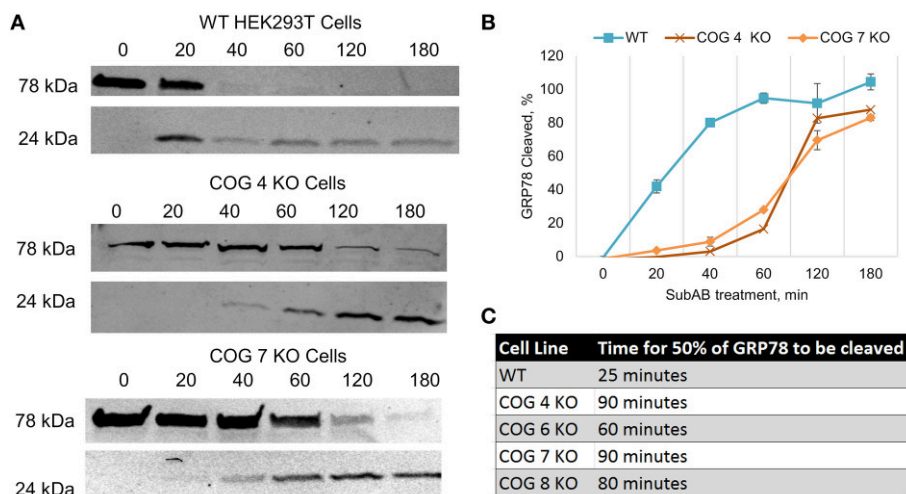 A
WT HEK293T Cells
0 20 40 60 120 180
78 kDa
24 kDa
COG 4 KO Cells
0 20 40 60 120 180
78 kDa
24 kDa
COG 7 KO Cells
0 20 40 60 120 180
78 kDa
24 kDa
B
WT COG 4 KO COG 7 KO
GRP78 Cleaved, %
120
100
80
60
40
20
0
0 20 40 60 120 180
SubAB treatment, min
C
Cell Line Time for 50% of GRP78 to be cleaved
WT 25 minutes
COG 4 KO 90 minutes
COG 6 KO 60 minutes
COG 7 KO 90 minutes
COG 8 KO 80 minutes